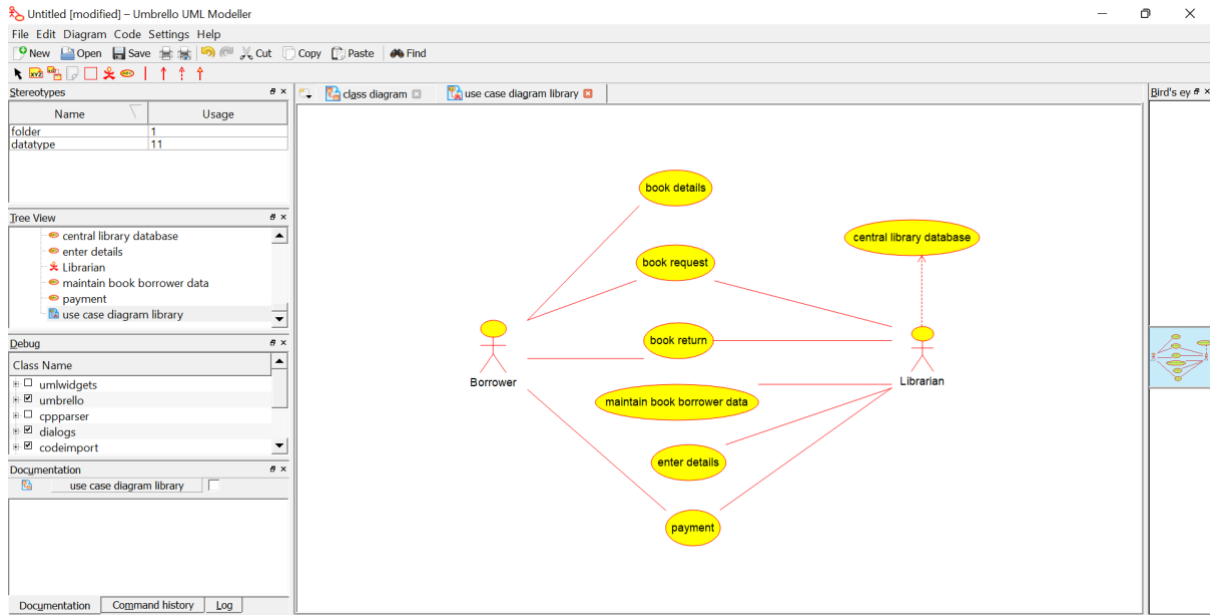 Untitled [modified] – Umbrello UML Modeller
File Edit Diagram Code Settings Help
New Open Save Cut Copy Paste Find
Stereotypes
Name Usage
folder 1
datatype 11
Tree View
central library database
enter details
Librarian
maintain book borrower data
payment
use case diagram library
Debug
Class Name
umlwidgets
umbrello
cppparser
dialogs
codeimport
Documentation
use case diagram library
Documentation Command history Log
class diagram use case diagram library
book details
central library database
book request
book return
Borrower
Librarian
maintain book borrower data
enter details
payment
Bird's ey